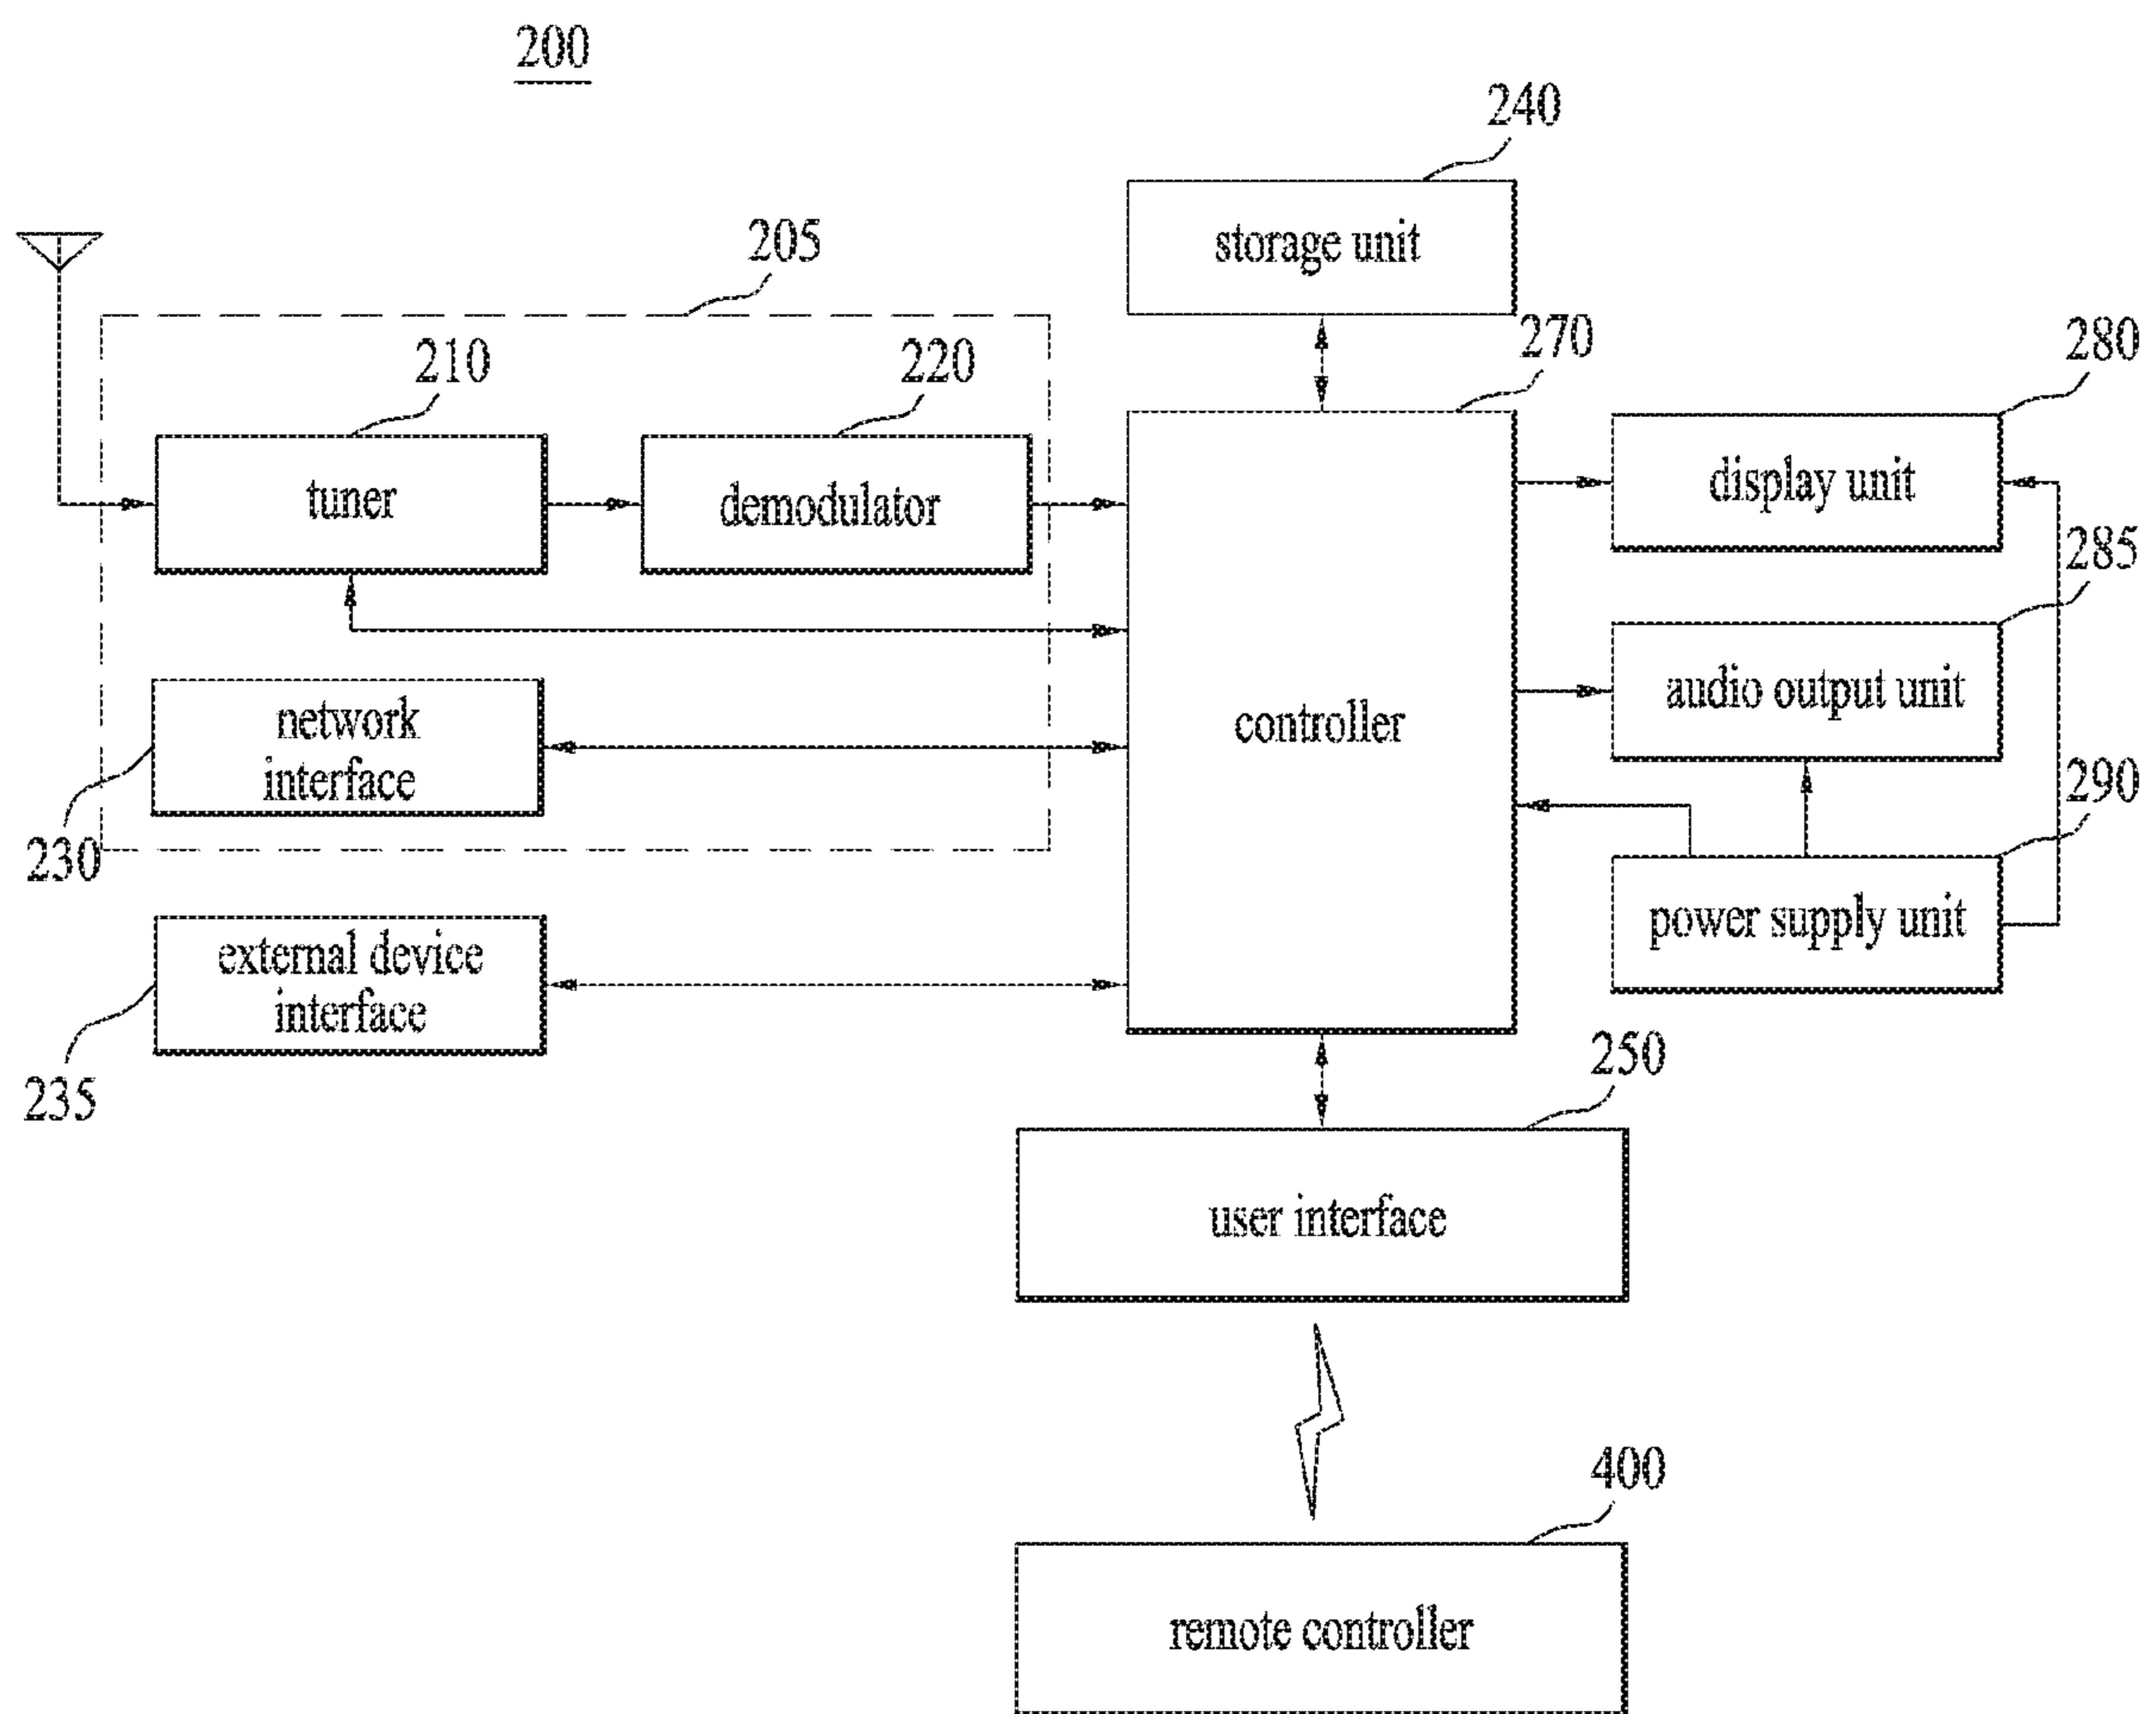 200
240
storage unit
205
270
210
220
280
tuner
demodulator
display unit
285
network
interface
230
controller
audio output unit
290
external device
interface
235
power supply unit
250
user interface
400
remote controller